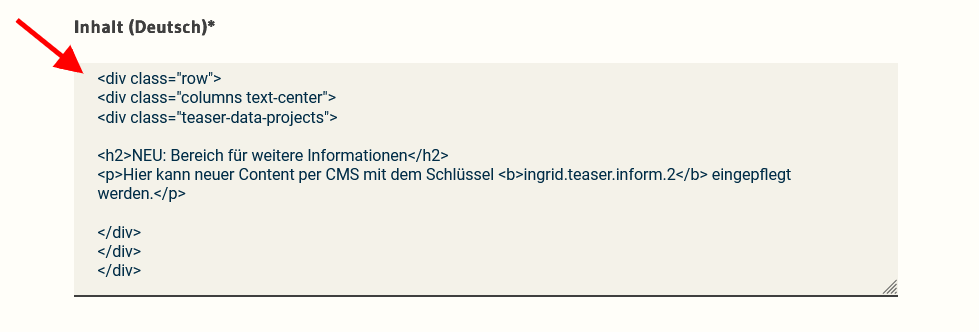 Inhalt (Deutsch)*
<div class="row">
<div class="columns text-center">
<div class="teaser-data-projects">
<h2>NEU: Bereich für weitere Informationen</h2>
<p>Hier kann neuer Content per CMS mit dem Schlüssel <b>ingrid.teaser.inform.2</b> eingepflegt
werden.</p>
</div>
</div>
</div>